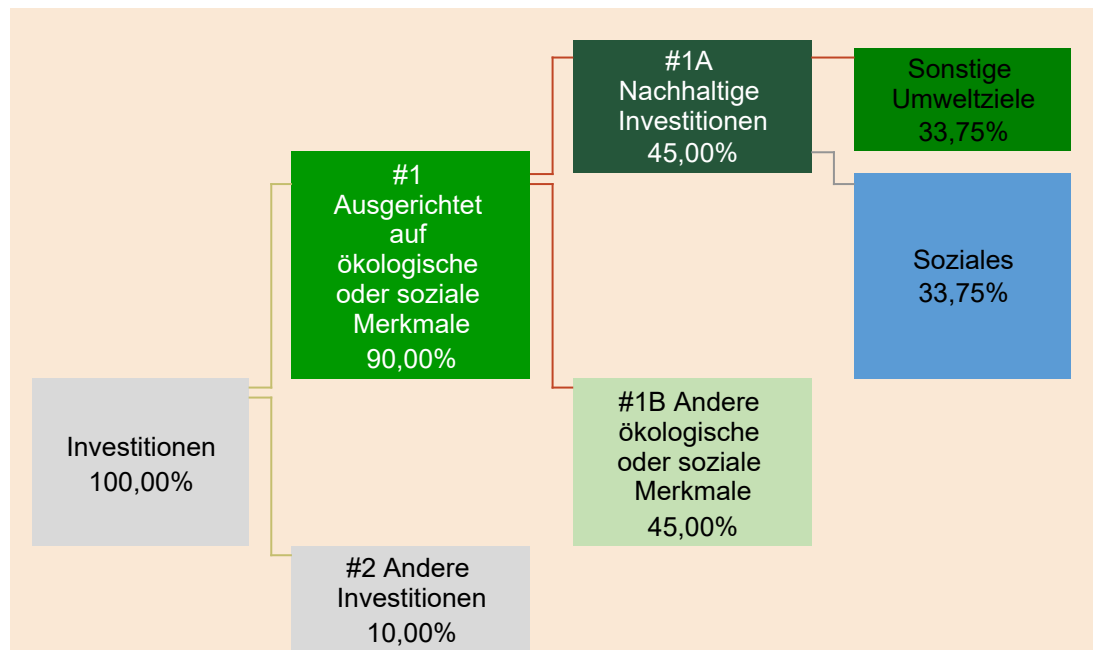 Investitionen
100,00%
#1
Ausgerichtet
auf
ökologische
oder soziale
Merkmale
90,00%
#2 Andere
Investitionen
10,00%
#1A
Nachhaltige
Investitionen
45,00%
#1B Andere
ökologische
oder soziale
Merkmale
45,00%
Sonstige
Umweltziele
33,75%
Soziales
33,75%